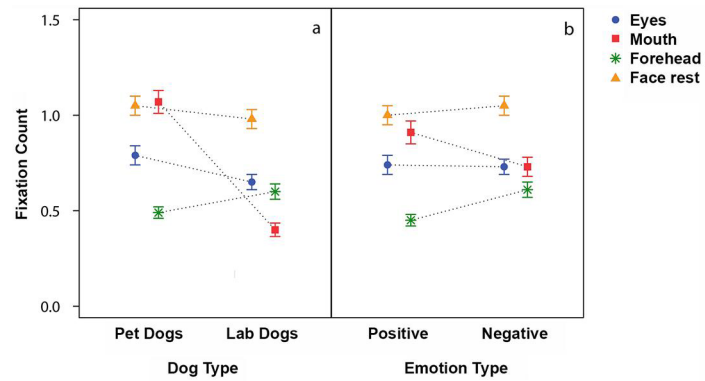 1.5
1.0
0.5
0.0
Fixation Count
a
b
Eyes
Mouth
Forehead
Face rest
Pet Dogs
Lab Dogs
Positive
Negative
Dog Type
Emotion Type